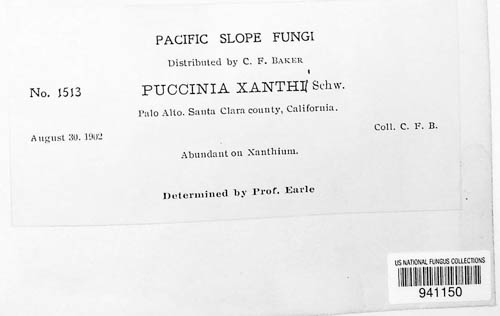 PACIFIC SLOPE FUNGI
Distributed by C. F. BAKER
No. 1513 PUCCINIA XANTHI Schw.
Palo Alto. Santa Clara county, California.
August 30. 1902 Coll. C. F. B.
Abundant on Xanthium.
Determined by Prof. Earle
US NATIONAL FUNGUS COLLECTIONS
941150